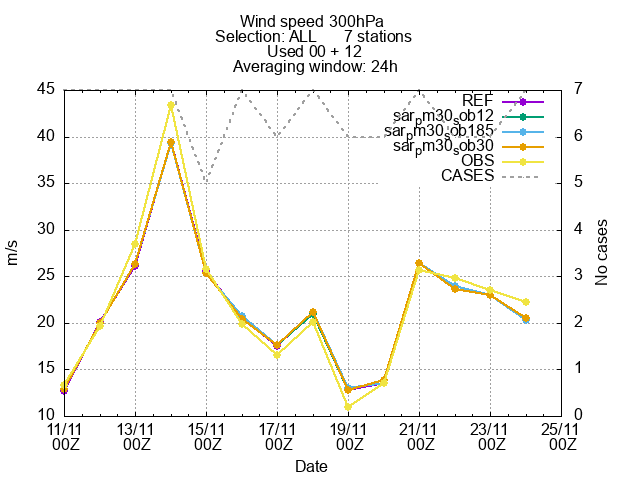 Wind speed 300hPa
Selection: ALL 7 stations
Used 00 + 12
Averaging window: 24h
45 7
REF
sarpm30sob12
40 6
sarpm30sob185
sarpm30sob30
OBS
CASES
35 5
30 4
m/s
No cases
25 3
20 2
15 1
10 0
11/11 13/11 15/11 17/11 19/11 21/11 23/11 25/11
00Z 00Z 00Z 00Z 00Z 00Z 00Z 00Z
Date